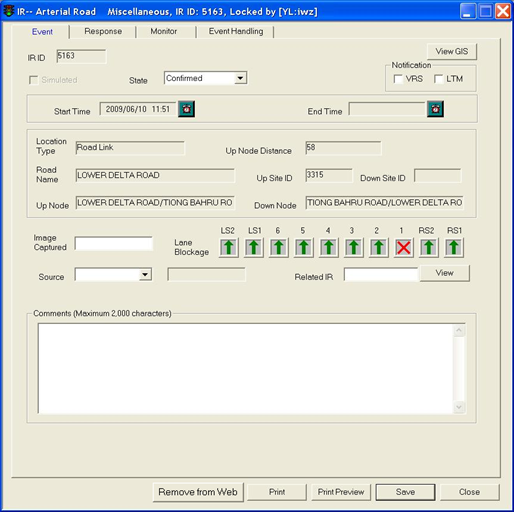 IR-- Arterial Road    Miscellaneous, IR ID: 5163, Locked by [YL:iwz]
Event    Response    Monitor    Event Handling
IR ID    5163    View GIS
Simulated    State    Confirmed    Notification
VRS    LTM
Start Time    2009/06/10  11:51    End Time
Location Type    Road Link    Up Node Distance    58
Road Name    LOWER DELTA ROAD    Up Site ID    3315    Down Site ID
Up Node    LOWER DELTA ROAD/TIONG BAHRU RO    Down Node    TIONG BAHRU ROAD/LOWER DELTA RO
LS2    LS1    6    5    4    3    2    1    RS2    RS1
Image Captured    Lane Blockage
Source    Related IR    View
Comments (Maximum 2,000 characters)
Remove from Web    Print    Print Preview    Save    Close